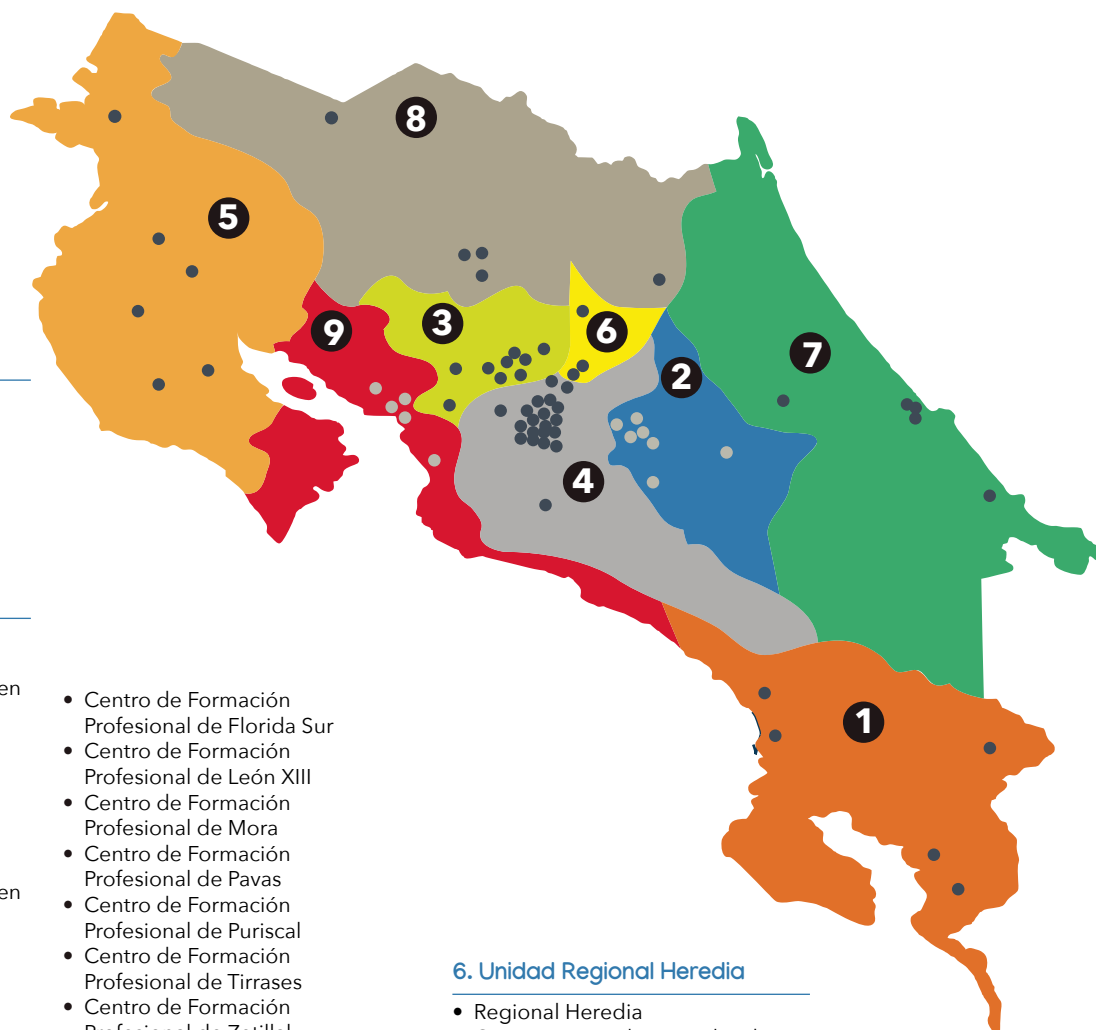 8
5
9
3
6
2
7
4
1
en
en
• Centro de Formación
Profesional de Florida Sur
• Centro de Formación
Profesional de León XIII
• Centro de Formación
Profesional de Mora
• Centro de Formación
Profesional de Pavas
• Centro de Formación
Profesional de Puriscal
• Centro de Formación
Profesional de Tirrases
• Centro de Formación
Profesional de Zetillal
6. Unidad Regional Heredia
• Regional Heredia